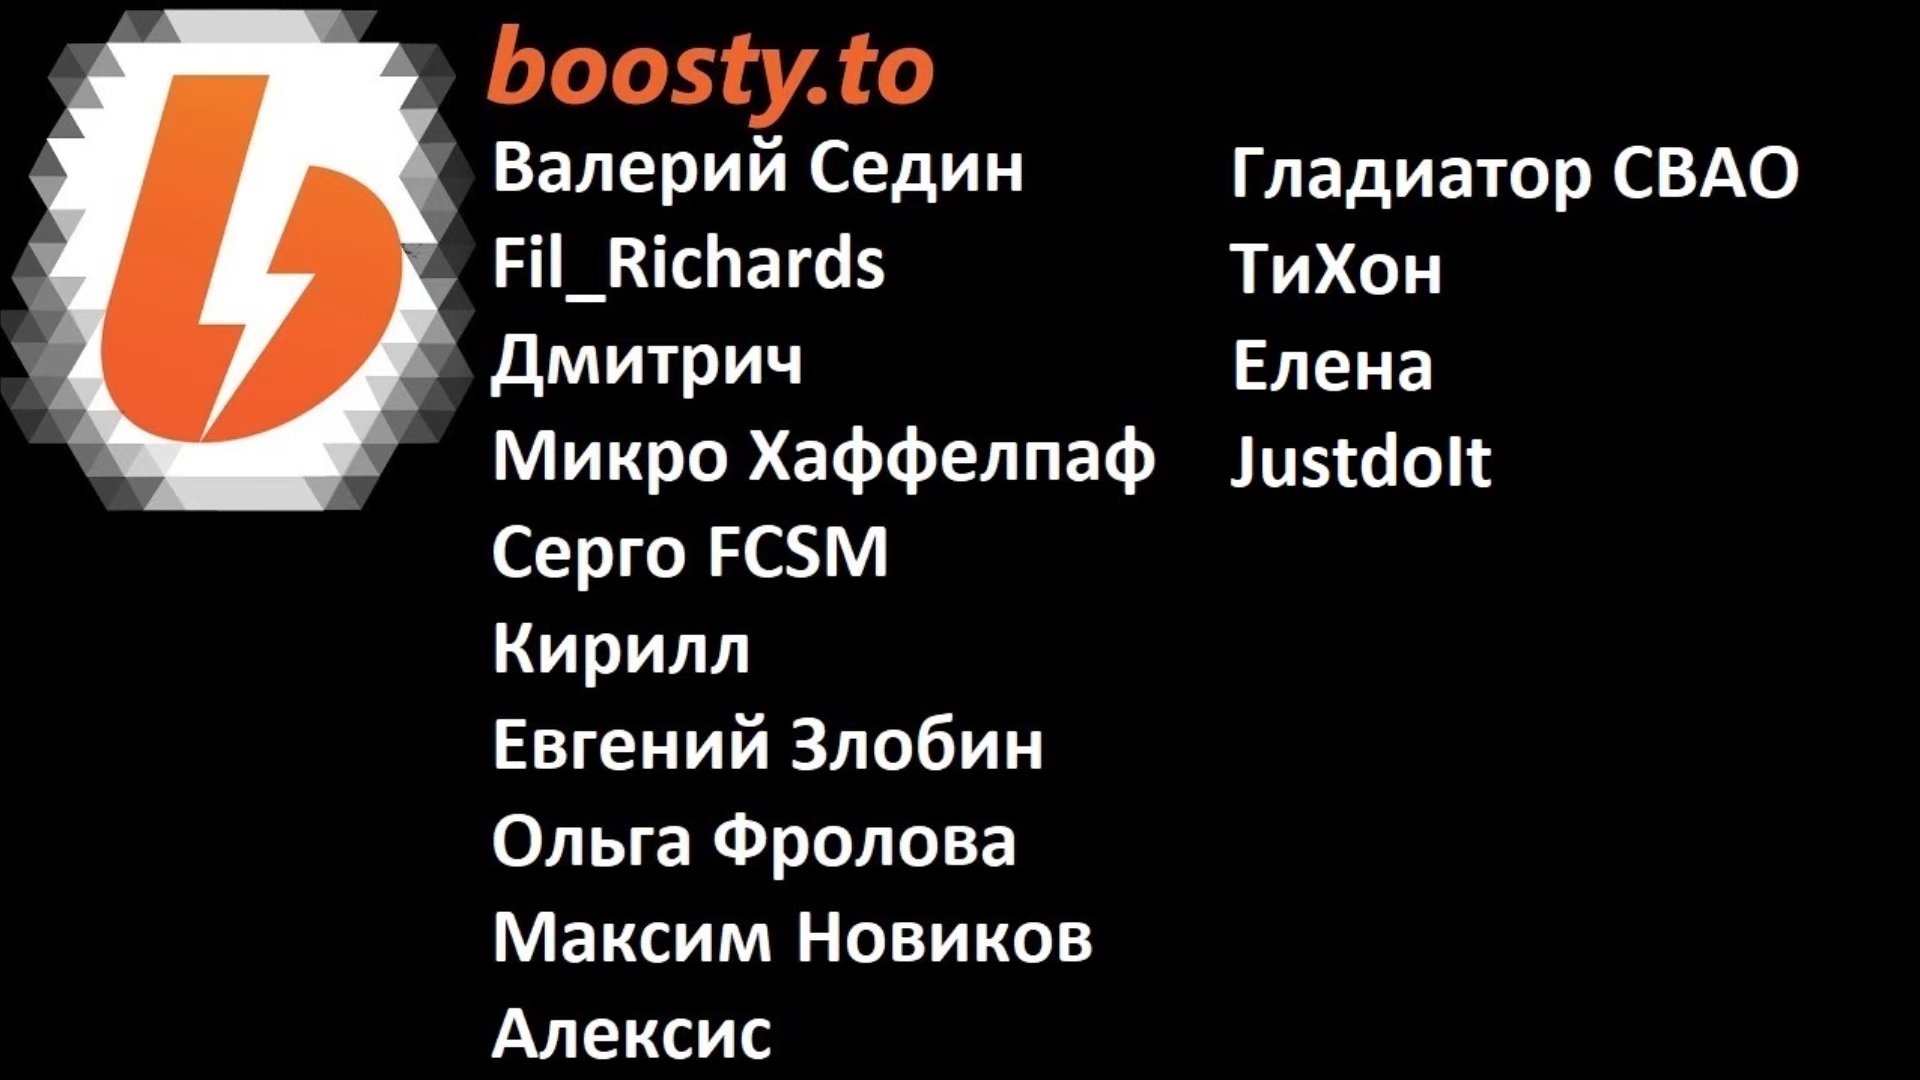 boosty.to
Валерий Седин
Fil_Richards
Дмитрич
Микро Хаффелпаф
Серго FCSM
Кирилл
Евгений Злобин
Ольга Фролова
Максим Новиков
Алексис
Гладиатор СВАО
ТиХон
Елена
JustdoIt